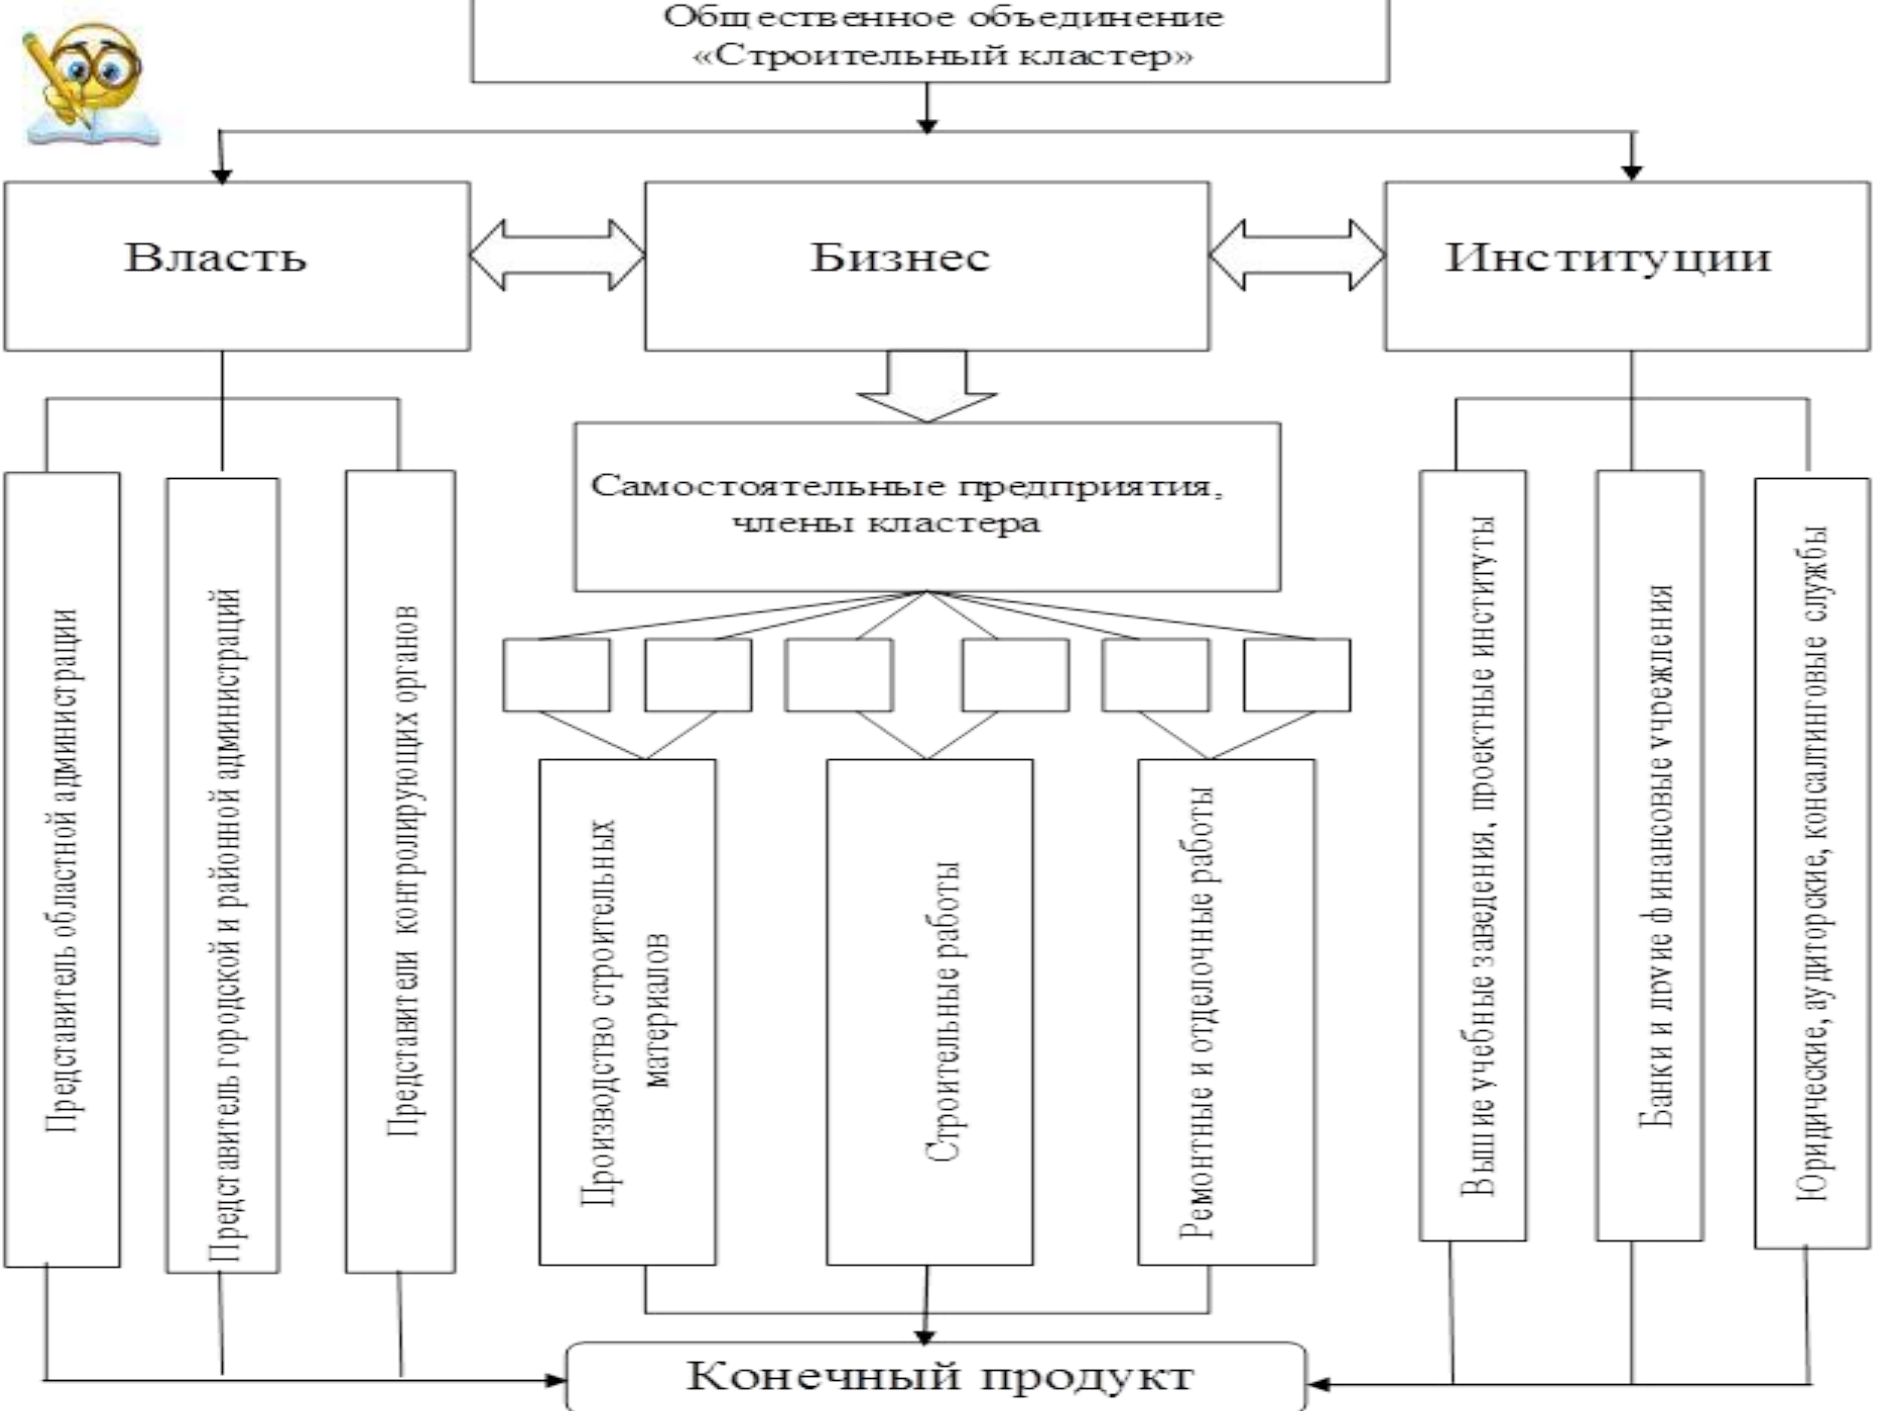 Общественное объединение
«Строительный кластер»
Власть
Бизнес
Институции
Самостоятельные предприятия,
члены кластера
Представитель областной администрации
Представитель городской и районной администраций
Представители контролирующих органов
Производство строительных
материалов
Строительные работы
Ремонтные и отделочные работы
Вышие учебные заведения, проектные институты
Банки и друие финансовые учреждения
Юридические, аудиторские, консалтинговые службы
Конечный продукт